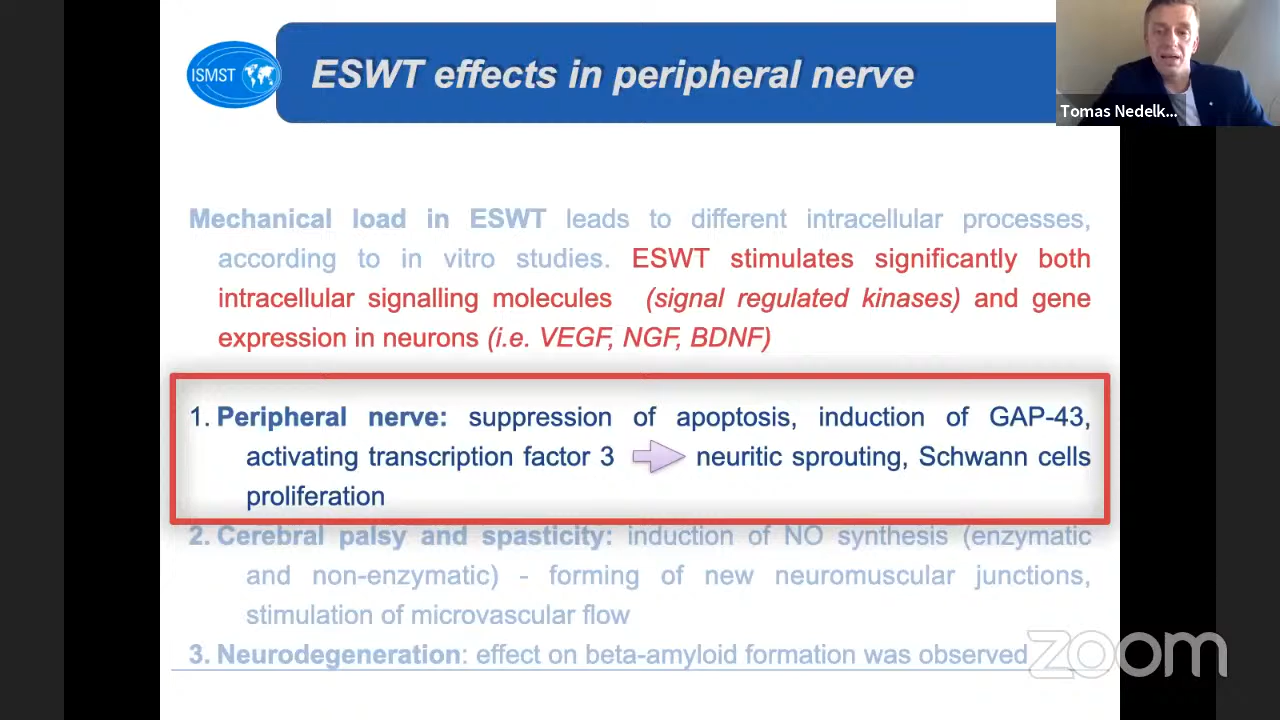 ISMST
ESWT effects in peripheral nerve
Tomas Nedelk...
Mechanical load in ESWT leads to different intracellular processes,
according to in vitro studies. ESWT stimulates significantly both
intracellular signalling molecules (signal regulated kinases) and gene
expression in neurons (i.e. VEGF, NGF, BDNF)
1. Peripheral nerve: suppression of apoptosis, induction of GAP-43,
activating transcription factor 3 neuritic sprouting, Schwann cells
proliferation
2. Cerebral palsy and spasticity: induction of NO synthesis (enzymatic
and non-enzymatic) - forming of new neuromuscular junctions,
stimulation of microvascular flow
3. Neurodegeneration: effect on beta-amyloid formation was observed
zoom